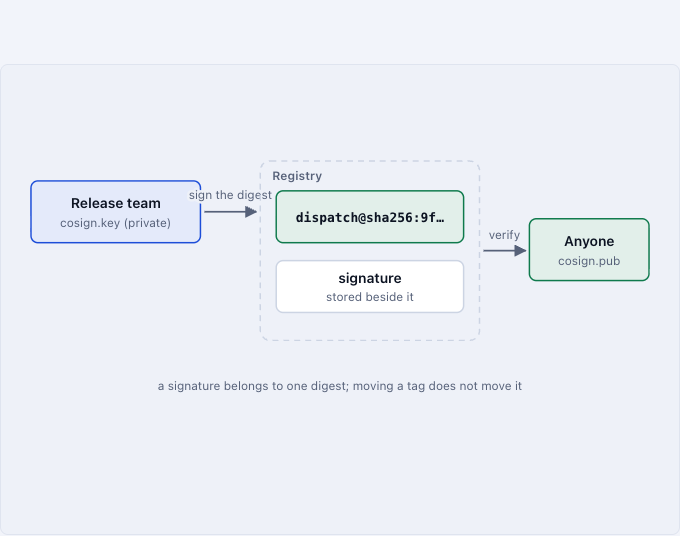 Release team
cosign.key (private)
sign the digest
Registry
dispatch@sha256:9f…
signature
stored beside it
verify
Anyone
cosign.pub
a signature belongs to one digest; moving a tag does not move it